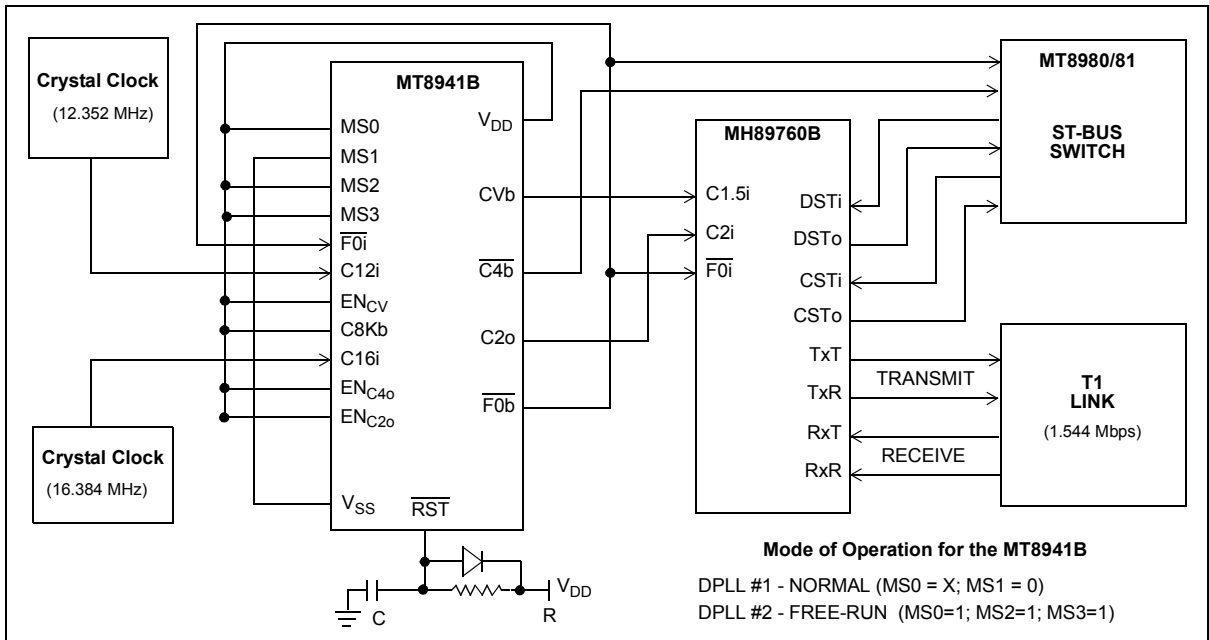 Crystal Clock
(12.352 MHz)
MT8941B
MS0
MS1
MS2
MS3
F0i
C12i
ENCV
C8Kb
C16i
ENC4o
ENC2o
VSS
RST
VDD
CVb
C4b
C2o
F0b
Crystal Clock
(16.384 MHz)
C
R
VDD
MH89760B
C1.5i
C2i
F0i
DSTi
DSTo
CSTi
CSTo
TxT
TxR
RxT
RxR
TRANSMIT
RECEIVE
MT8980/81
ST-BUS
SWITCH
T1
LINK
(1.544 Mbps)
Mode of Operation for the MT8941B
DPLL #1 - NORMAL (MS0 = X; MS1 = 0)
DPLL #2 - FREE-RUN (MS0=1; MS2=1; MS3=1)